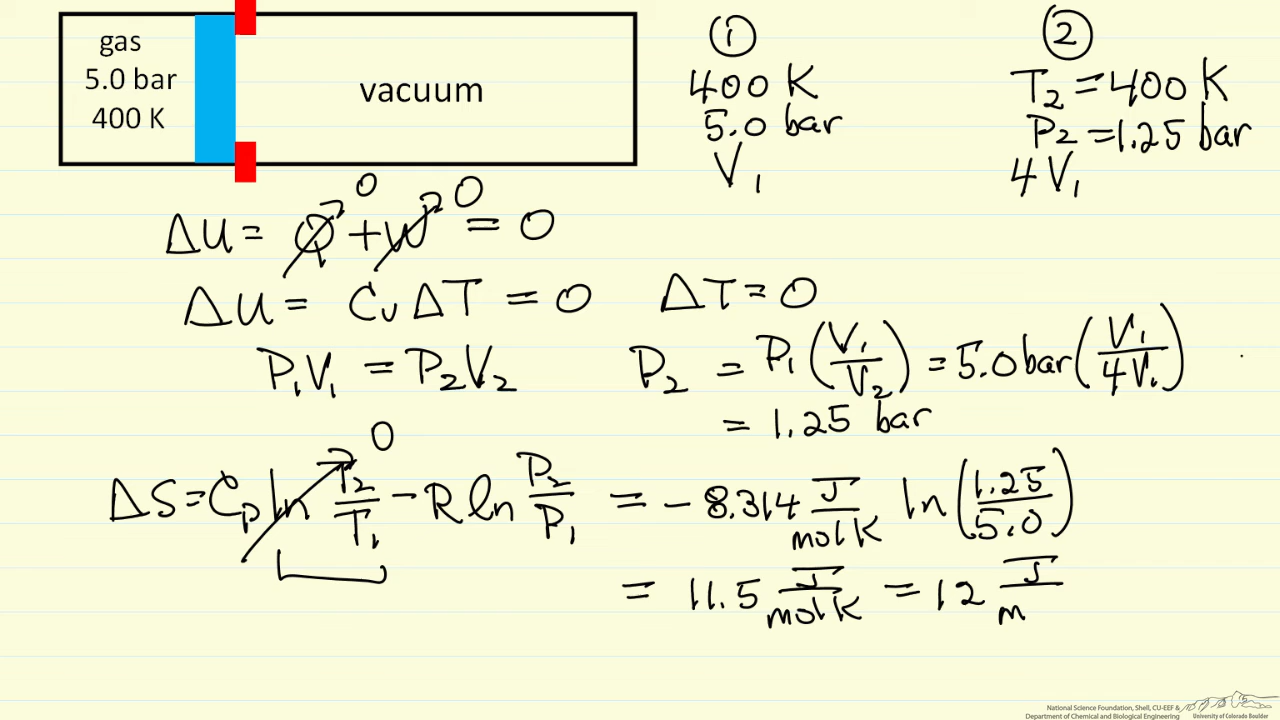 gas
5.0 bar
400 K
vacuum
①
400 K
5.0 bar
V₁
②
T₂ = 400 K
P₂ = 1.25 bar
4V₁
ΔU = Q⁰ + W⁰ = 0
ΔU = Cᵥ ΔT = 0 ΔT = 0
P₁V₁ = P₂V₂ P₂ = P₁ (V₁/V₂) = 5.0 bar (V₁/4V₁)
= 1.25 bar
ΔS = Cₚ ln T₂/T₁ 0 − R ln P₂/P₁ = − 8.314 J/mol K ln (1.25/5.0)
= 11.5 J/mol K = 12 J/m
National Science Foundation, Shell, CU-EEF &
Department of Chemical and Biological Engineering
University of Colorado Boulder